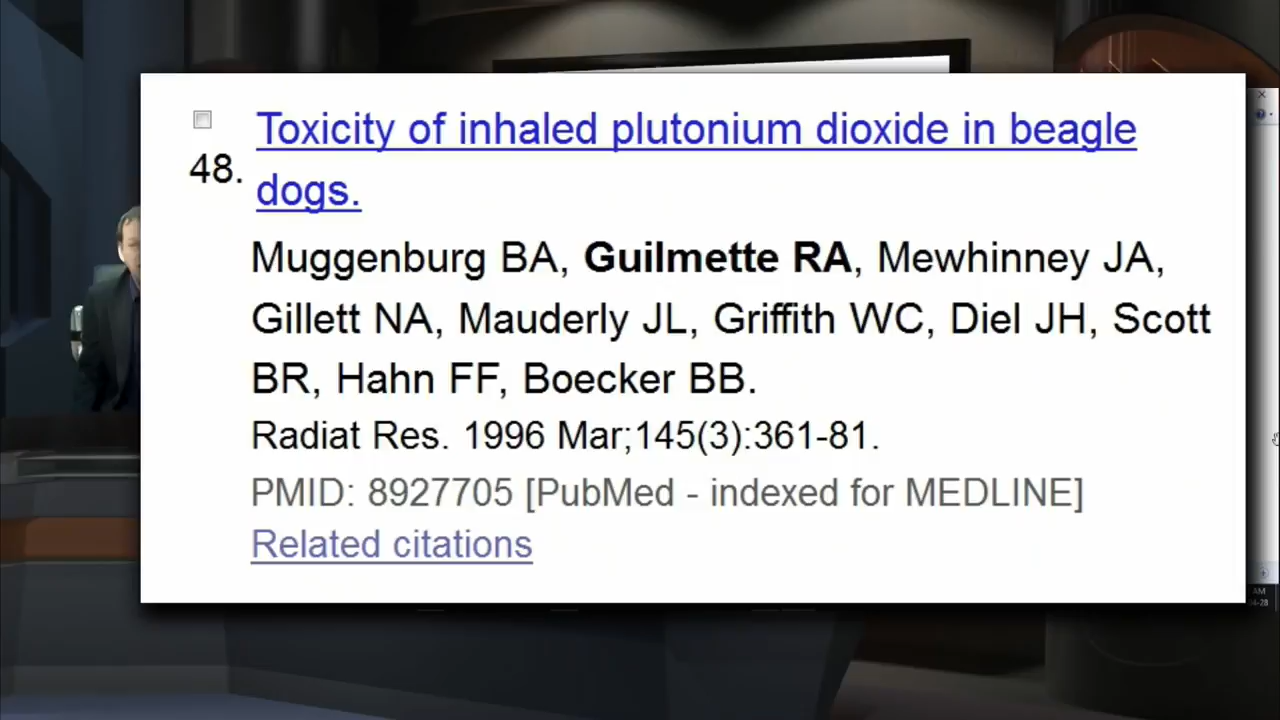 Toxicity of inhaled plutonium dioxide in beagle
48.
dogs.
Muggenburg BA, Guilmette RA, Mewhinney JA,
Gillett NA, Mauderly JL, Griffith WC, Diel JH, Scott
BR, Hahn FF, Boecker BB.
Radiat Res. 1996 Mar;145(3):361-81.
PMID: 8927705 [PubMed - indexed for MEDLINE]
Related citations
AM